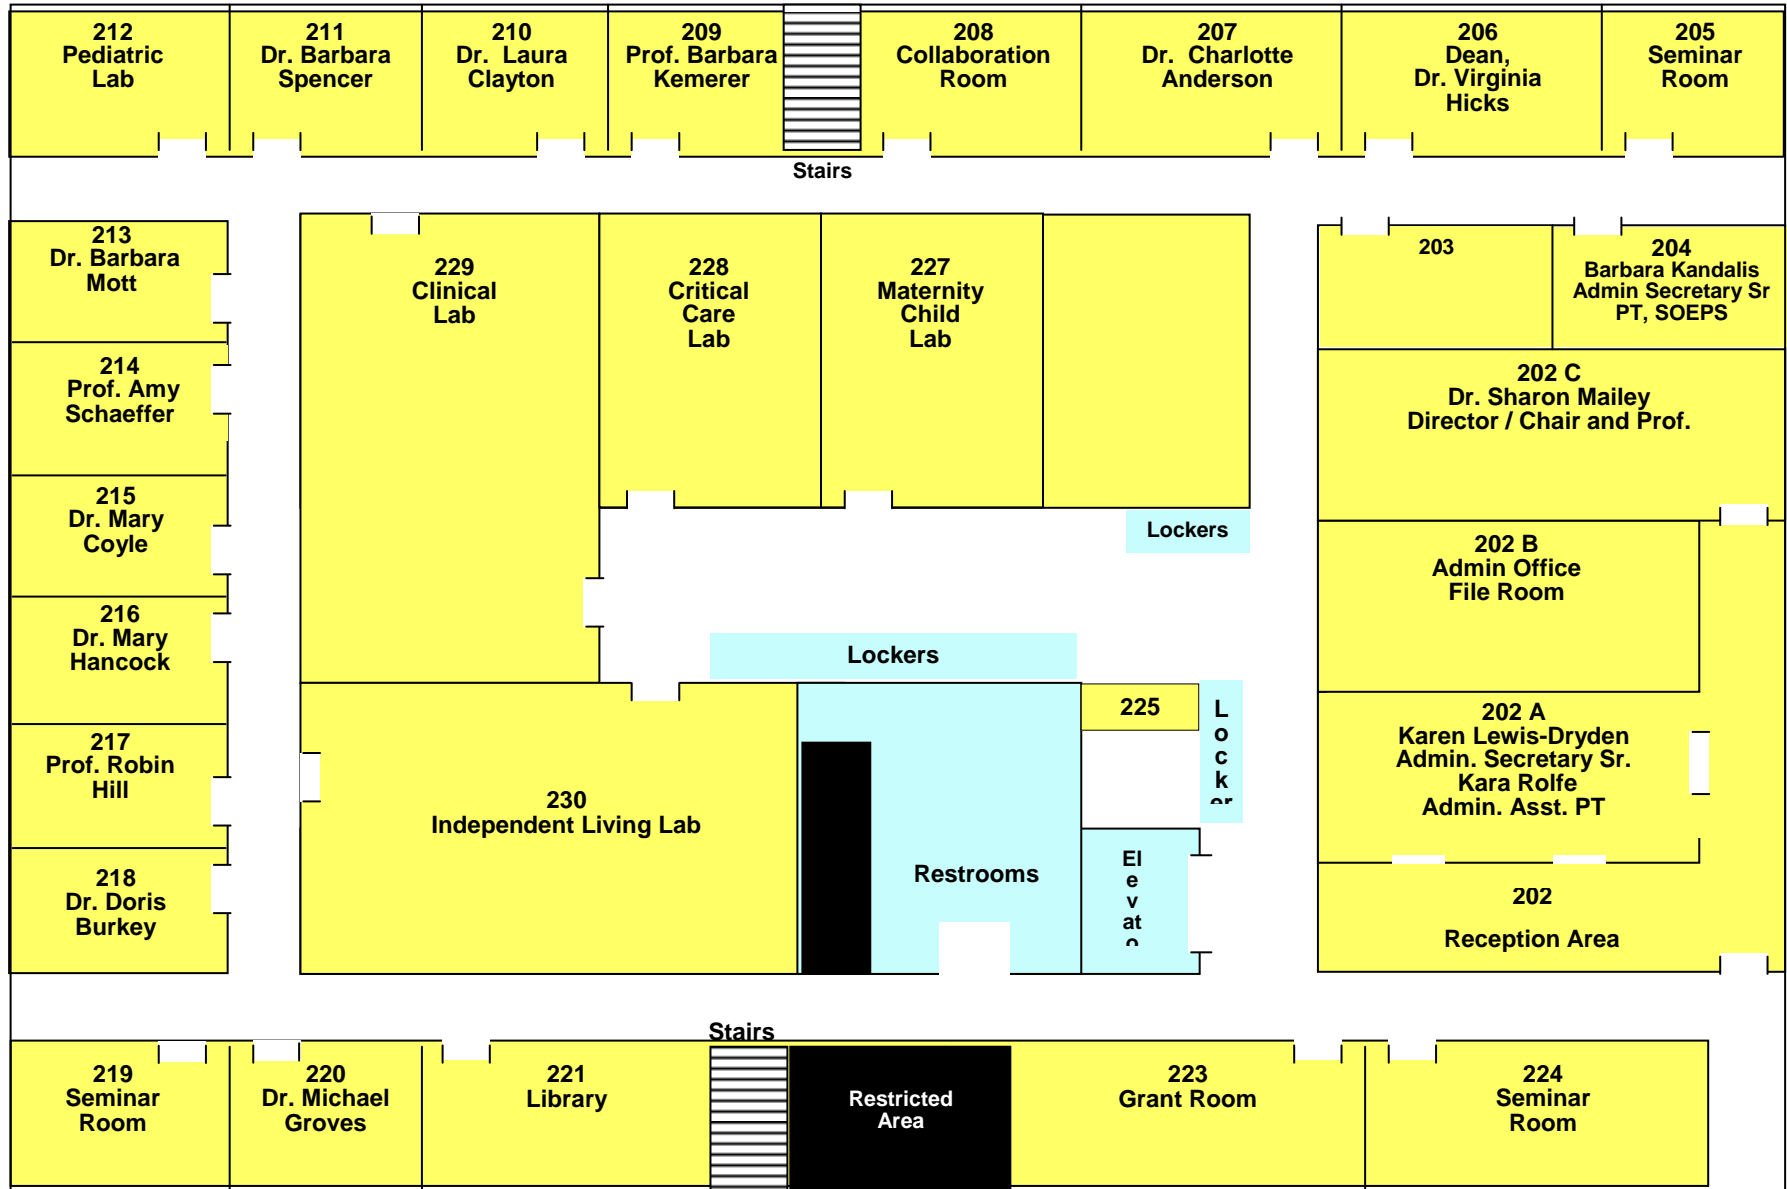 212
Pediatric
Lab
211
Dr. Barbara
Spencer
210
Dr. Laura
Clayton
209
Prof. Barbara
Kemerer
208
Collaboration
Room
207
Dr. Charlotte
Anderson
206
Dean,
Dr. Virginia
Hicks
205
Seminar
Room
Stairs
213
Dr. Barbara
Mott
214
Prof. Amy
Schaeffer
215
Dr. Mary
Coyle
216
Dr. Mary
Hancock
217
Prof. Robin
Hill
218
Dr. Doris
Burkey
229
Clinical
Lab
228
Critical
Care
Lab
227
Maternity
Child
Lab
203
204
Barbara Kandalis
Admin Secretary Sr
PT, SOEPS
202 C
Dr. Sharon Mailey
Director / Chair and Prof.
Lockers
202 B
Admin Office
File Room
Lockers
225
L
o
c
k
er
202 A
Karen Lewis-Dryden
Admin. Secretary Sr.
Kara Rolfe
Admin. Asst. PT
230
Independent Living Lab
Restrooms
El
e
v
at
o
202
Reception Area
Stairs
219
Seminar
Room
220
Dr. Michael
Groves
221
Library
Restricted
Area
223
Grant Room
224
Seminar
Room